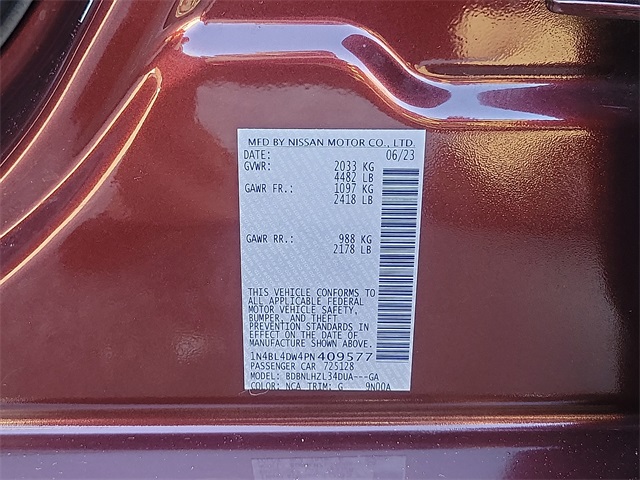 MFD BY NISSAN MOTOR CO., LTD.
DATE: 06/23
GVWR: 2033 KG
4482 LB
GAWR FR.: 1097 KG
2418 LB
GAWR RR.: 988 KG
2178 LB
THIS VEHICLE CONFORMS TO
ALL APPLICABLE FEDERAL
MOTOR VEHICLE SAFETY,
BUMPER, AND THEFT
PREVENTION STANDARDS IN
EFFECT ON THE DATE OF
MANUFACTURE SHOWN ABOVE.
1N4BL4DW4PN409577
PASSENGER CAR 725128
MODEL: BDBNLHZL34DUA---GA
COLOR: NCA TRIM: G 9N00A